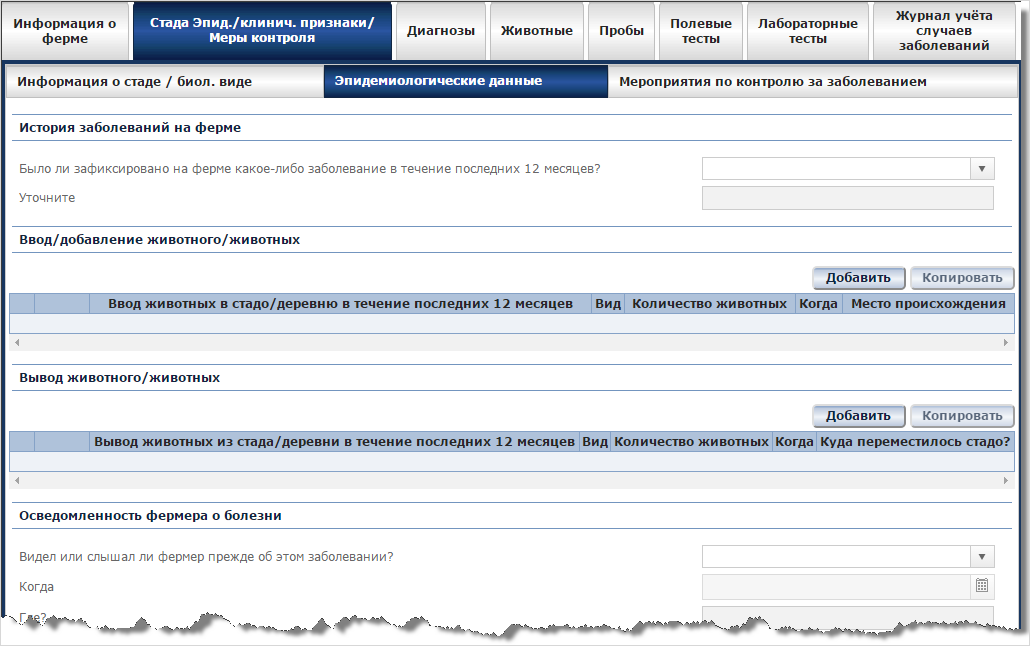 Информация о
ферме
Стада Эпид./клинич. признаки/
Меры контроля
Диагнозы
Животные
Пробы
Полевые
тесты
Лабораторные
тесты
Журнал учёта
случаев
заболеваний
Информация о стаде / биол. виде
Эпидемиологические данные
Мероприятия по контролю за заболеванием
История заболеваний на ферме
Было ли зафиксировано на ферме какое-либо заболевание в течение последних 12 месяцев?
Уточните
Ввод/добавление животного/животных
Добавить Копировать
Ввод животных в стадо/деревню в течение последних 12 месяцев Вид Количество животных Когда Место происхождения
Вывод животного/животных
Добавить Копировать
Вывод животных из стада/деревни в течение последних 12 месяцев Вид Количество животных Когда Куда переместилось стадо?
Осведомленность фермера о болезни
Видел или слышал ли фермер прежде об этом заболевании?
Когда
Где?